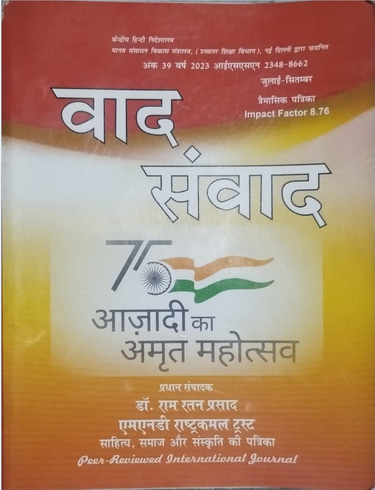 केन्द्रीय हिन्दी निदेशालय
मानव संसाधन विकास मंत्रालय, (उच्चतर शिक्षा विभाग), नई दिल्ली द्वारा चयनित
अंक 39 वर्ष 2023 आईएसएसएन 2348-8662
जुलाई-सितम्बर
त्रैमासिक पत्रिका
Impact Factor 8.76
वाद
संवाद
75
आज़ादी का
अमृत महोत्सव
प्रधान संपादक
डॉ. राम रतन प्रसाद
एमएनडी राष्ट्रकमल ट्रस्ट
साहित्य, समाज और संस्कृति की पत्रिका
Peer-Reviewed International Journal